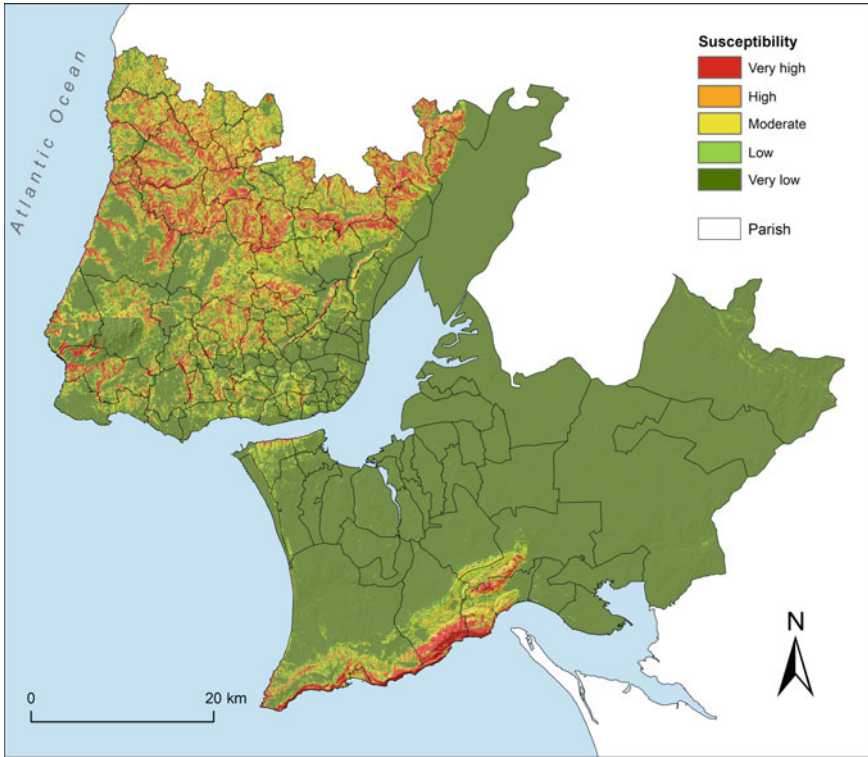 Atlantic Ocean
Susceptibility
Very high
High
Moderate
Low
Very low
Parish
N
0
20 km